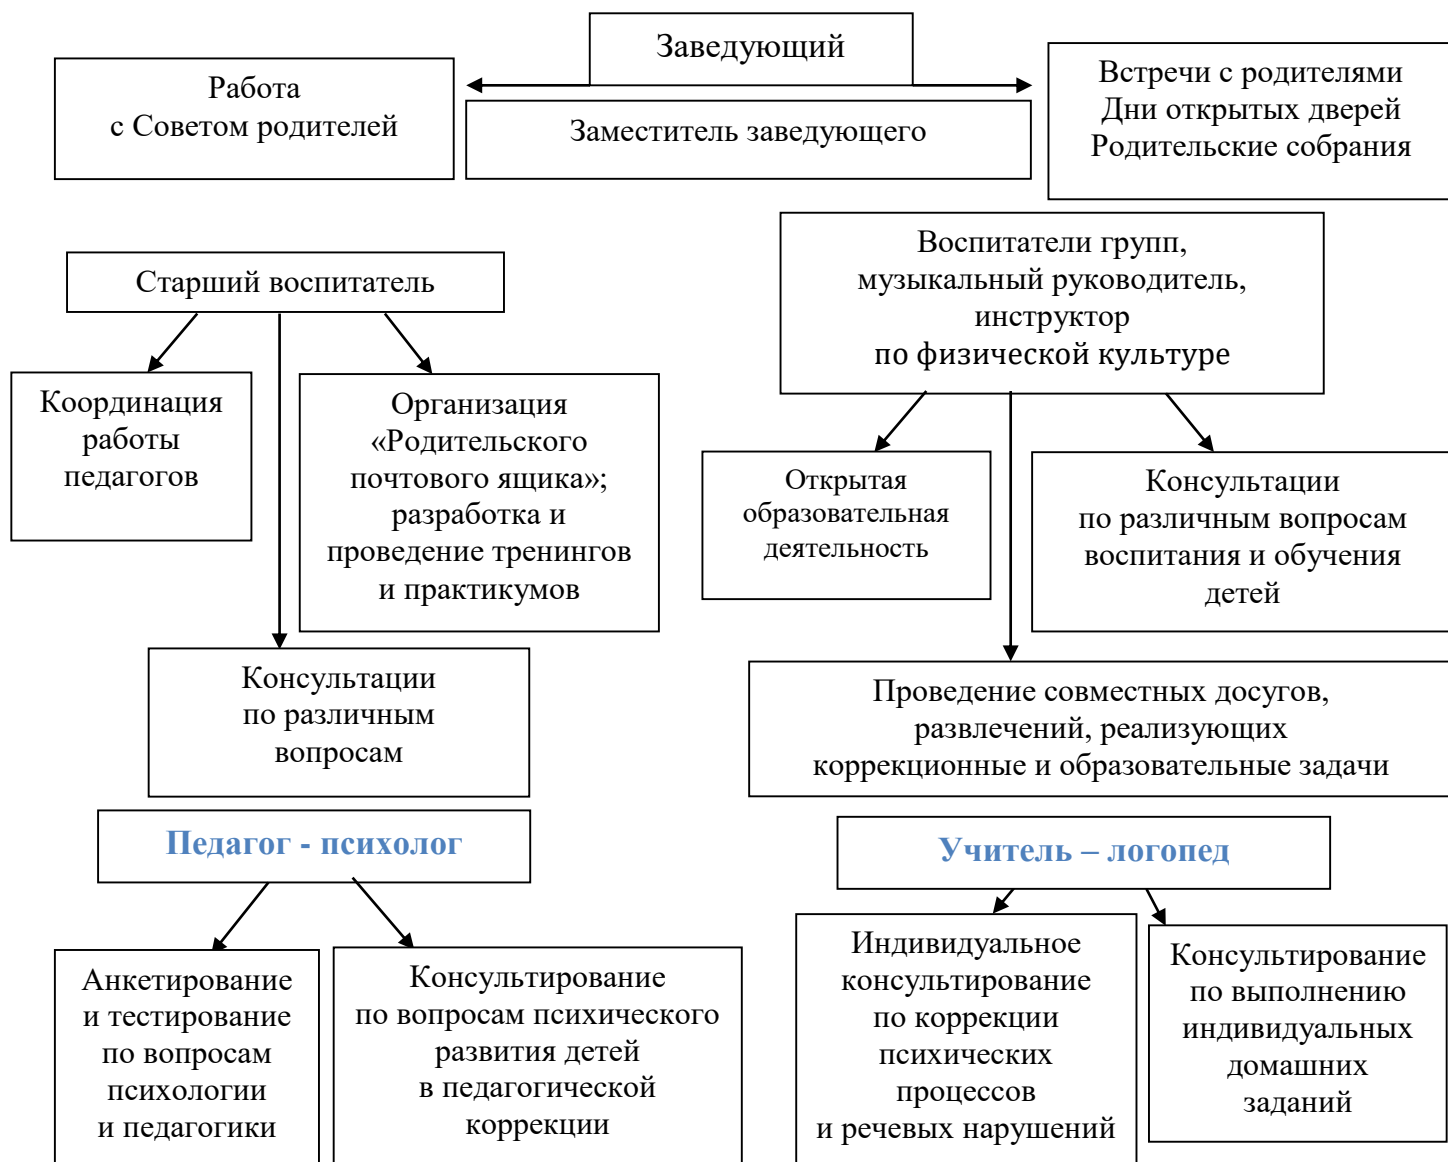 Заведующий
Работа
с Советом родителей
Заместитель заведующего
Встречи с родителями
Дни открытых дверей
Родительские собрания
Старший воспитатель
Воспитатели групп,
музыкальный руководитель,
инструктор
по физической культуре
Координация
работы
педагогов
Организация
«Родительского
почтового ящика»;
разработка и
проведение тренингов
и практикумов
Консультации
по различным
вопросам
Открытая
образовательная
деятельность
Консультации
по различным вопросам
воспитания и обучения
детей
Проведение совместных досугов,
развлечений, реализующих
коррекционные и образовательные задачи
Педагог - психолог
Учитель – логопед
Анкетирование
и тестирование
по вопросам
психологии
и педагогики
Консультирование
по вопросам психического
развития детей
в педагогической
коррекции
Индивидуальное
консультирование
по коррекции
психических
процессов
и речевых нарушений
Консультирование
по выполнению
индивидуальных
домашних
заданий